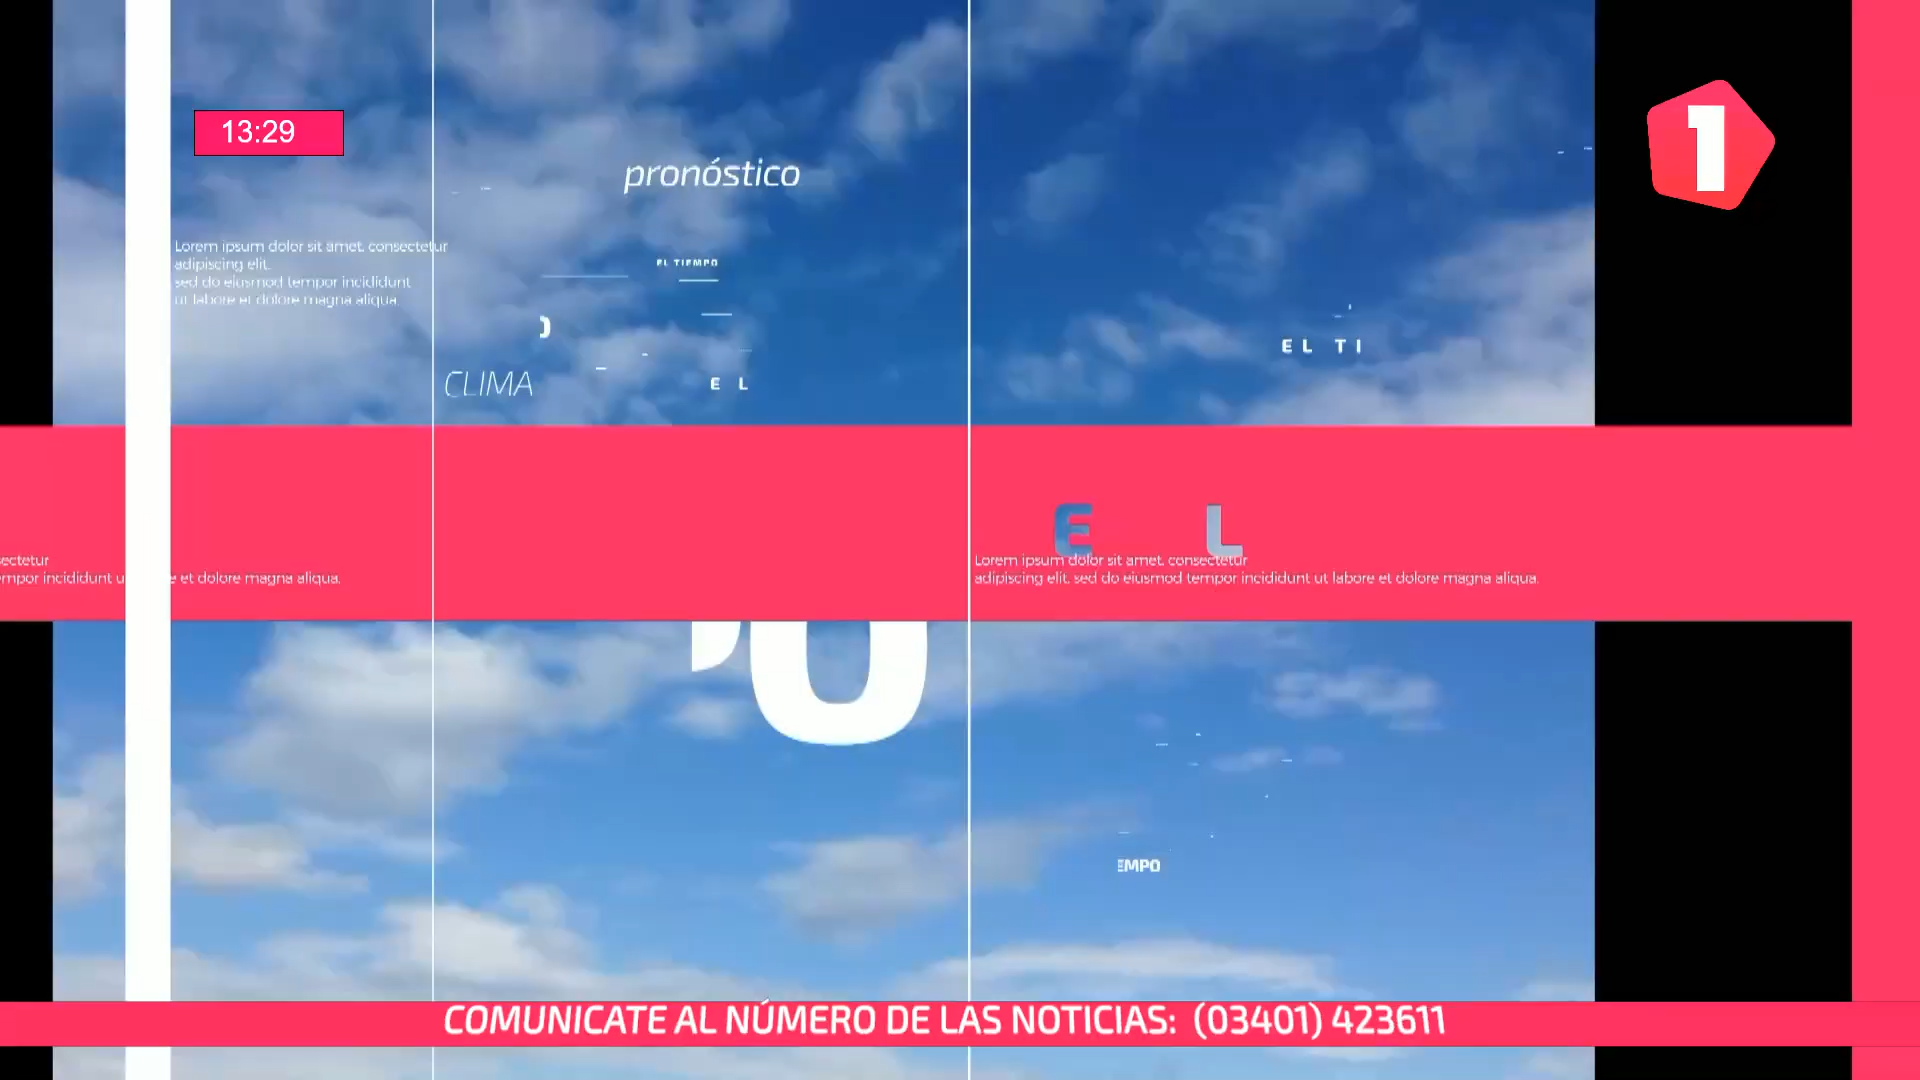 13:29
1
pronóstico
Lorem ipsum dolor sit amet, consectetur
adipiscing elit,
sed do eiusmod tempor incididunt
ut labore et dolore magna aliqua.
EL TIEMPO
O
EL TI
CLIMA
E L
E L
ectetur
mpor incididunt u e et dolore magna aliqua.
Lorem ipsum dolor sit amet, consectetur
adipiscing elit, sed do eiusmod tempor incididunt ut labore et dolore magna aliqua.
PO
EMPO
COMUNICATE AL NÚMERO DE LAS NOTICIAS: (03401) 423611